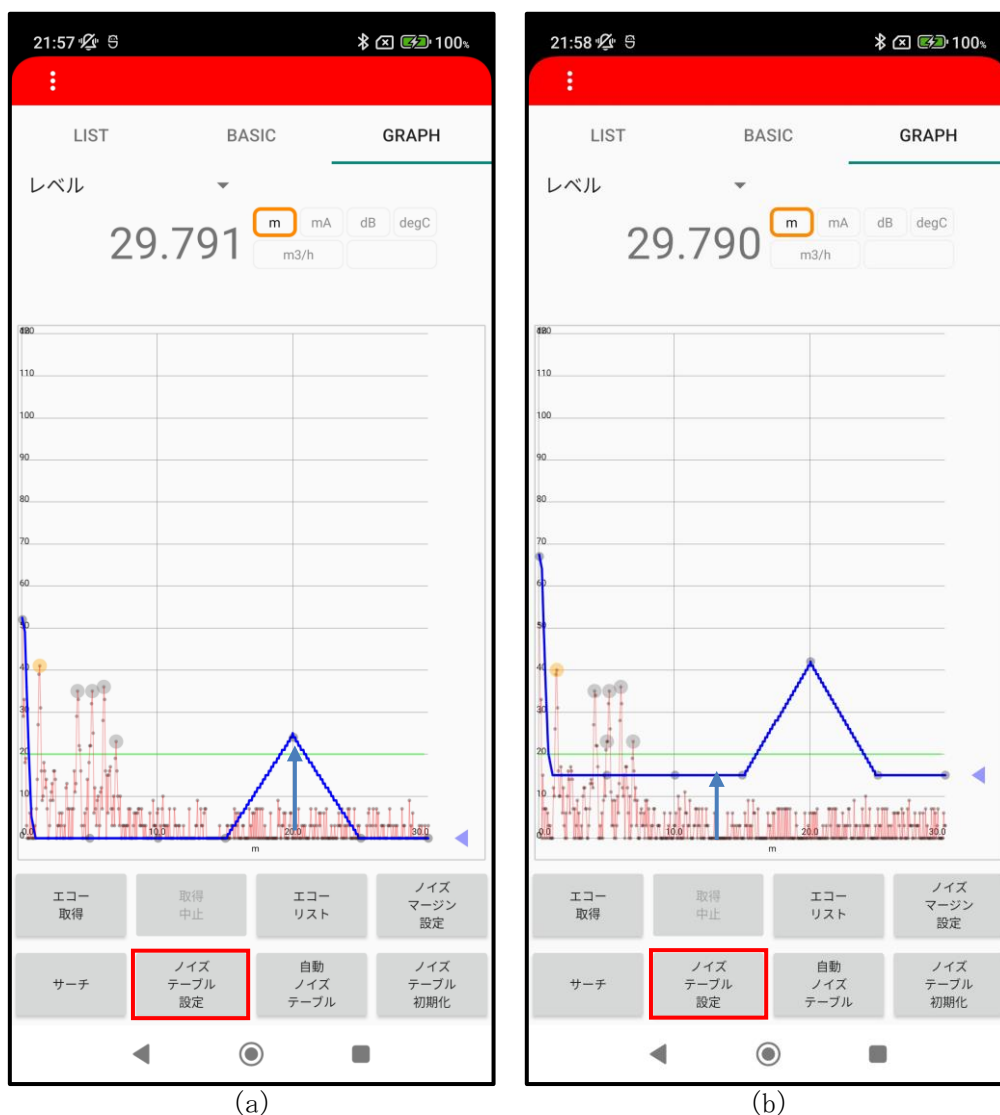 21:57
100%
LIST
BASIC
GRAPH
レベル
29.791
m
mA
dB
degC
m3/h
110
100
90
80
70
60
50
40
30
20
10
0.0
10.0
20.0
30.0
m
エコー
取得
取得
中止
エコー
リスト
ノイズ
マージン
設定
サーチ
ノイズ
テーブル
設定
自動
ノイズ
テーブル
ノイズ
テーブル
初期化
(a)
21:58
100%
LIST
BASIC
GRAPH
レベル
29.790
m
mA
dB
degC
m3/h
110
100
90
80
70
60
50
40
30
20
10
0.0
10.0
20.0
30.0
m
エコー
取得
取得
中止
エコー
リスト
ノイズ
マージン
設定
サーチ
ノイズ
テーブル
設定
自動
ノイズ
テーブル
ノイズ
テーブル
初期化
(b)